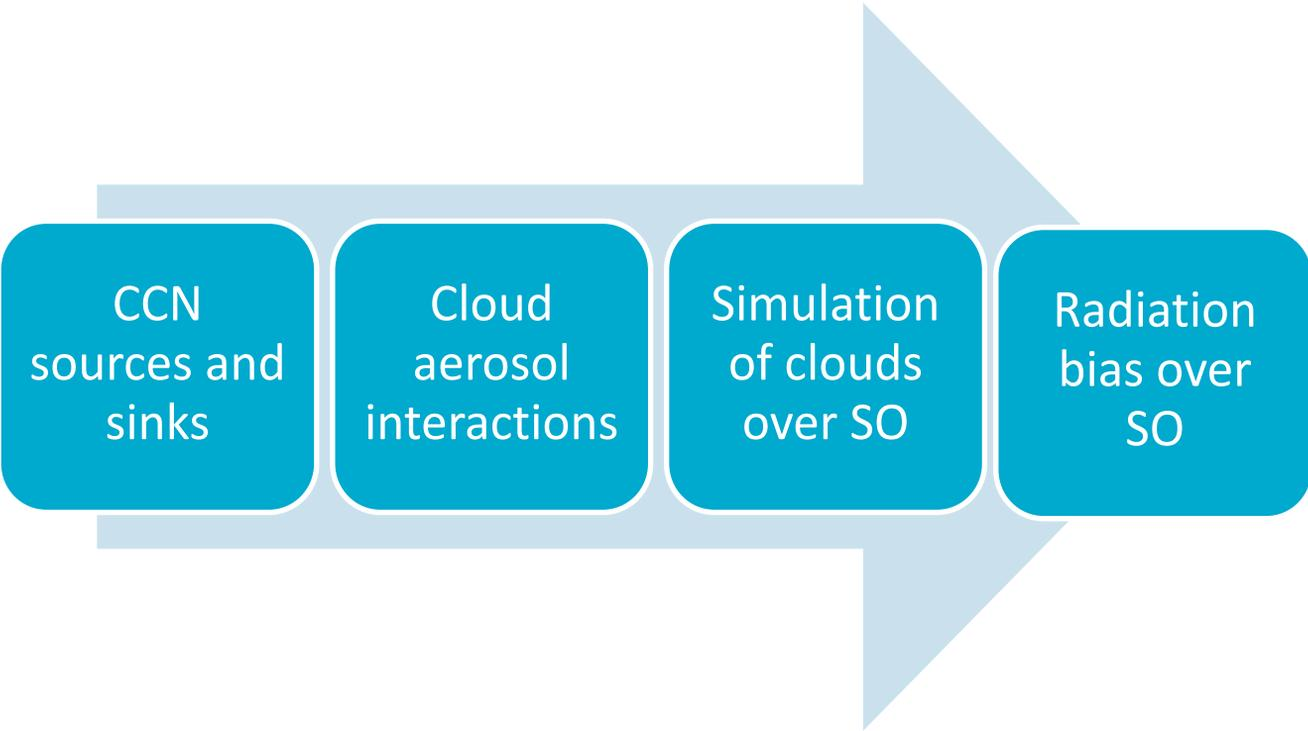 CCN
sources and
sinks
Cloud
aerosol
interactions
Simulation
of clouds
over SO
Radiation
bias over
SO